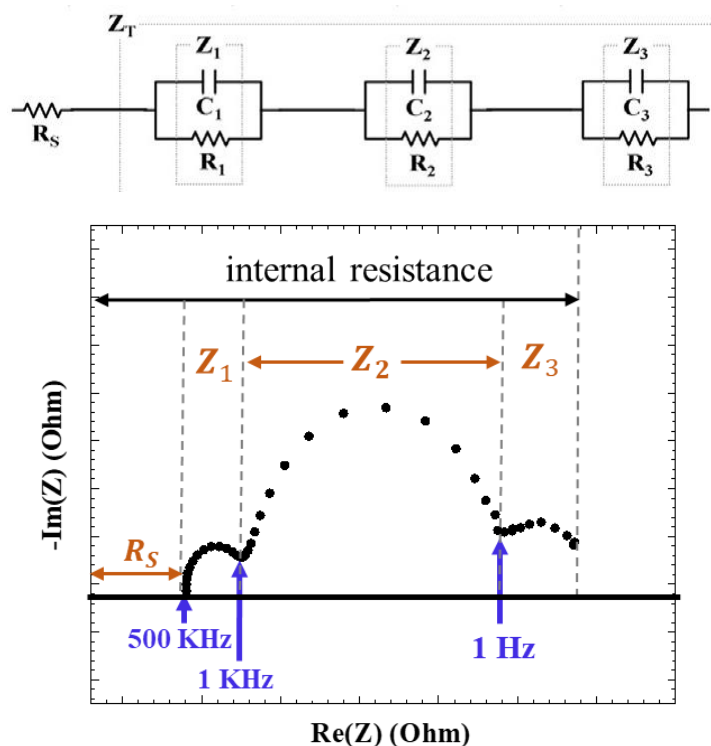 Z_T
Z_1 Z_2 Z_3
C_1 C_2 C_3
R_S R_1 R_2 R_3
internal resistance
Z_1 Z_2 Z_3
R_S
500 KHz
1 KHz
1 Hz
-Im(Z) (Ohm)
Re(Z) (Ohm)